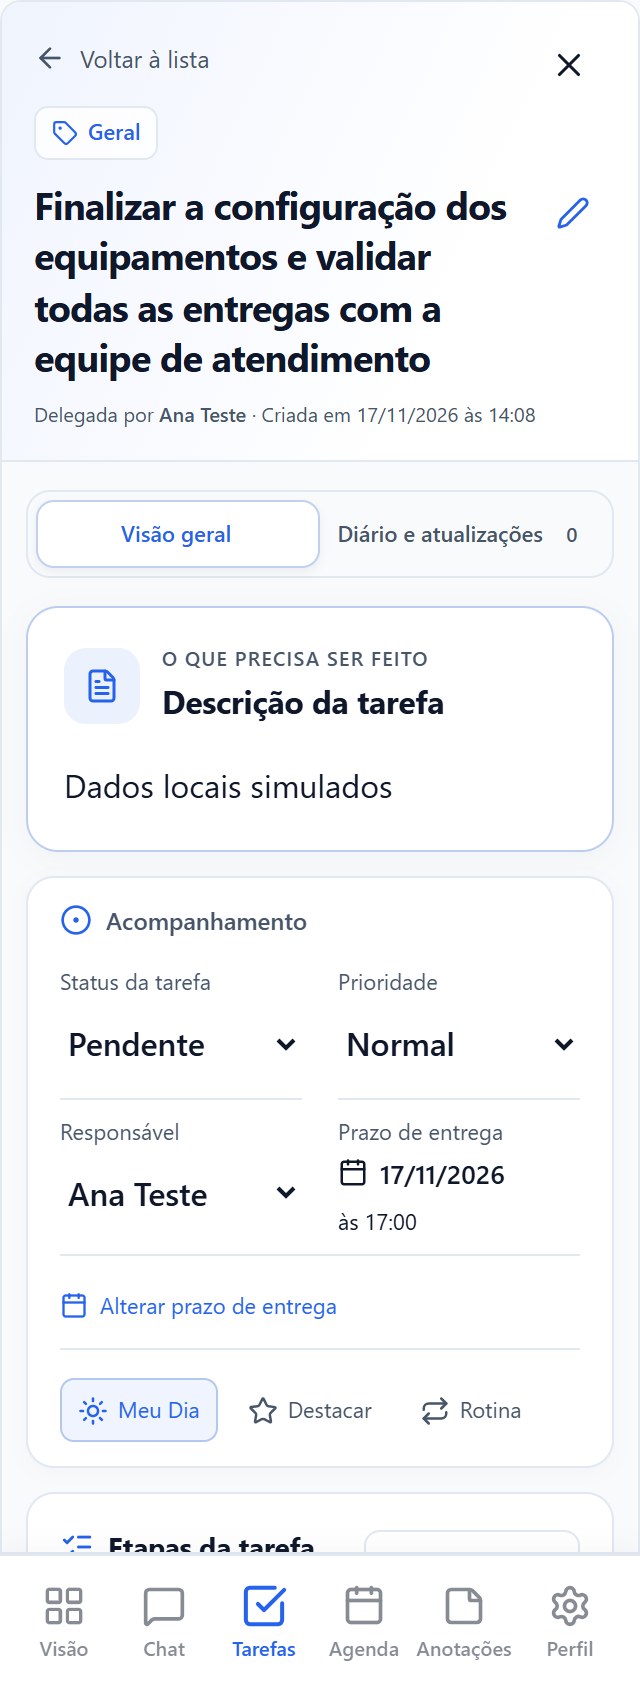 Voltar à lista
Geral
Finalizar a configuração dos
equipamentos e validar
todas as entregas com a
equipe de atendimento
Delegada por Ana Teste · Criada em 17/11/2026 às 14:08
Visão geral
Diário e atualizações 0
O QUE PRECISA SER FEITO
Descrição da tarefa
Dados locais simulados
Acompanhamento
Status da tarefa
Pendente
Prioridade
Normal
Responsável
Ana Teste
Prazo de entrega
17/11/2026
às 17:00
Alterar prazo de entrega
Meu Dia
Destacar
Rotina
Etapas da tarefa
Visão
Chat
Tarefas
Agenda
Anotações
Perfil